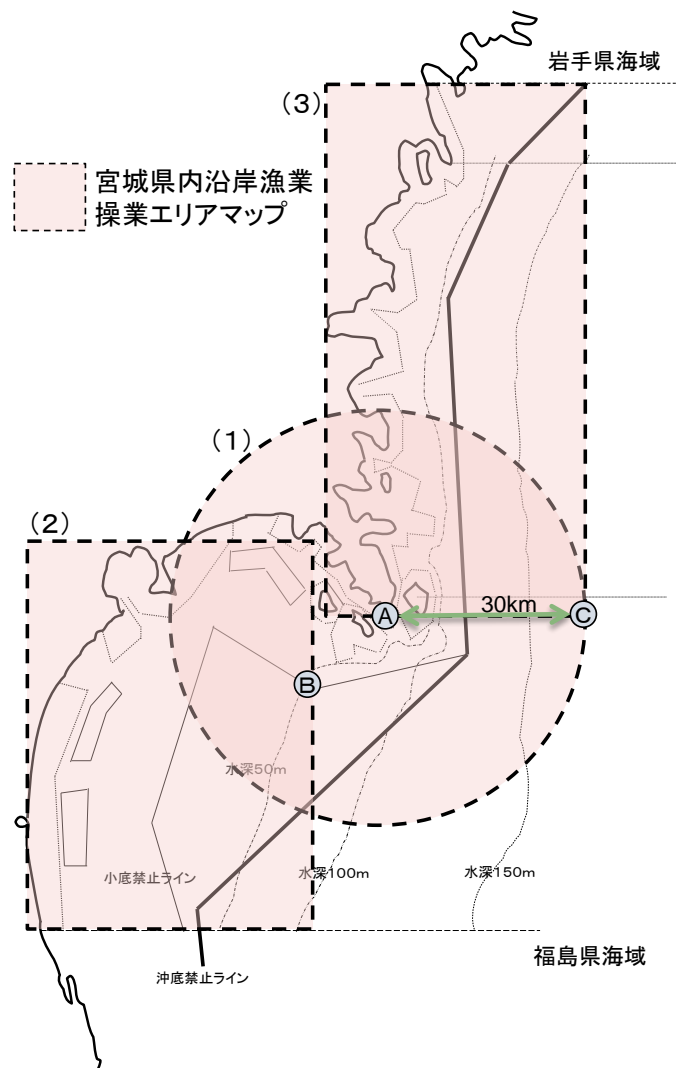 岩手県海域
(3)
宮城県内沿岸漁業
操業エリアマップ
(1)
(2)
A
30km
C
B
水深50m
小底禁止ライン
水深100m
水深150m
福島県海域
沖底禁止ライン